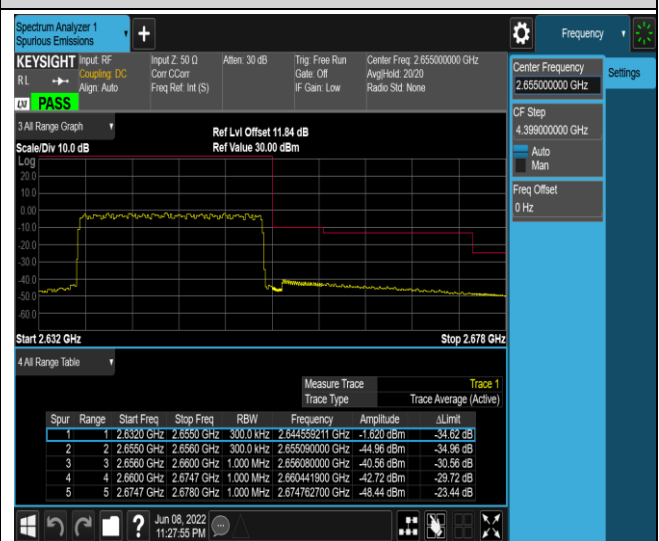 Spectrum Analyzer 1
Spurious Emissions
+
Frequency
KEYSIGHT
RL
Input: RF
Coupling: DC
Align: Auto
Input Z: 50 Ω
Corr CCorr
Freq Ref: Int (S)
Atten: 30 dB
Trig: Free Run
Gate: Off
IF Gain: Low
Center Freq: 2.655000000 GHz
Avg|Hold: 20/20
Radio Std: None
LXI PASS
Center Frequency
2.655000000 GHz
Settings
CF Step
4.399000000 GHz
Auto
Man
Freq Offset
0 Hz
3 All Range Graph
Scale/Div 10.0 dB
Ref Lvl Offset 11.84 dB
Ref Value 30.00 dBm
Log
20.0
10.0
0.00
-10.0
-20.0
-30.0
-40.0
-50.0
-60.0
Start 2.632 GHz
Stop 2.678 GHz
4 All Range Table
Measure Trace Trace 1
Trace Type Trace Average (Active)
Spur Range Start Freq Stop Freq RBW Frequency Amplitude ΔLimit
1 1 2.6320 GHz 2.6550 GHz 300.0 kHz 2.644559211 GHz -1.620 dBm -34.62 dB
2 2 2.6550 GHz 2.6560 GHz 300.0 kHz 2.655090000 GHz -44.96 dBm -34.96 dB
3 3 2.6560 GHz 2.6600 GHz 1.000 MHz 2.656080000 GHz -40.56 dBm -30.56 dB
4 4 2.6600 GHz 2.6747 GHz 1.000 MHz 2.660441900 GHz -42.72 dBm -29.72 dB
5 5 2.6747 GHz 2.6780 GHz 1.000 MHz 2.674762700 GHz -48.44 dBm -23.44 dB
?
Jun 08, 2022
11:27:55 PM